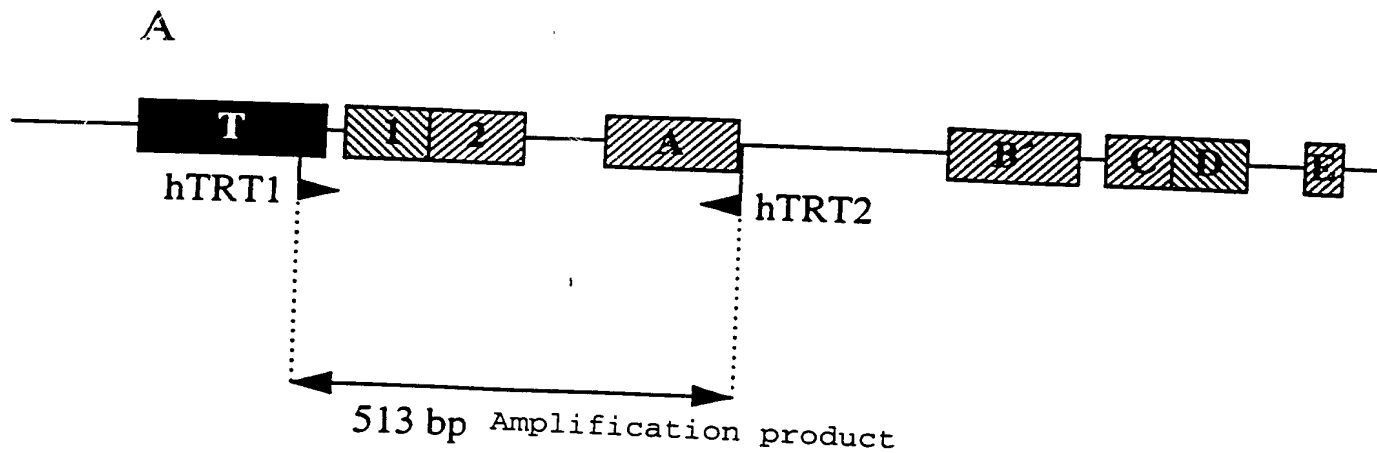 A
T 1 2 A B' C D E
hTRT1
hTRT2
513 bp Amplification product